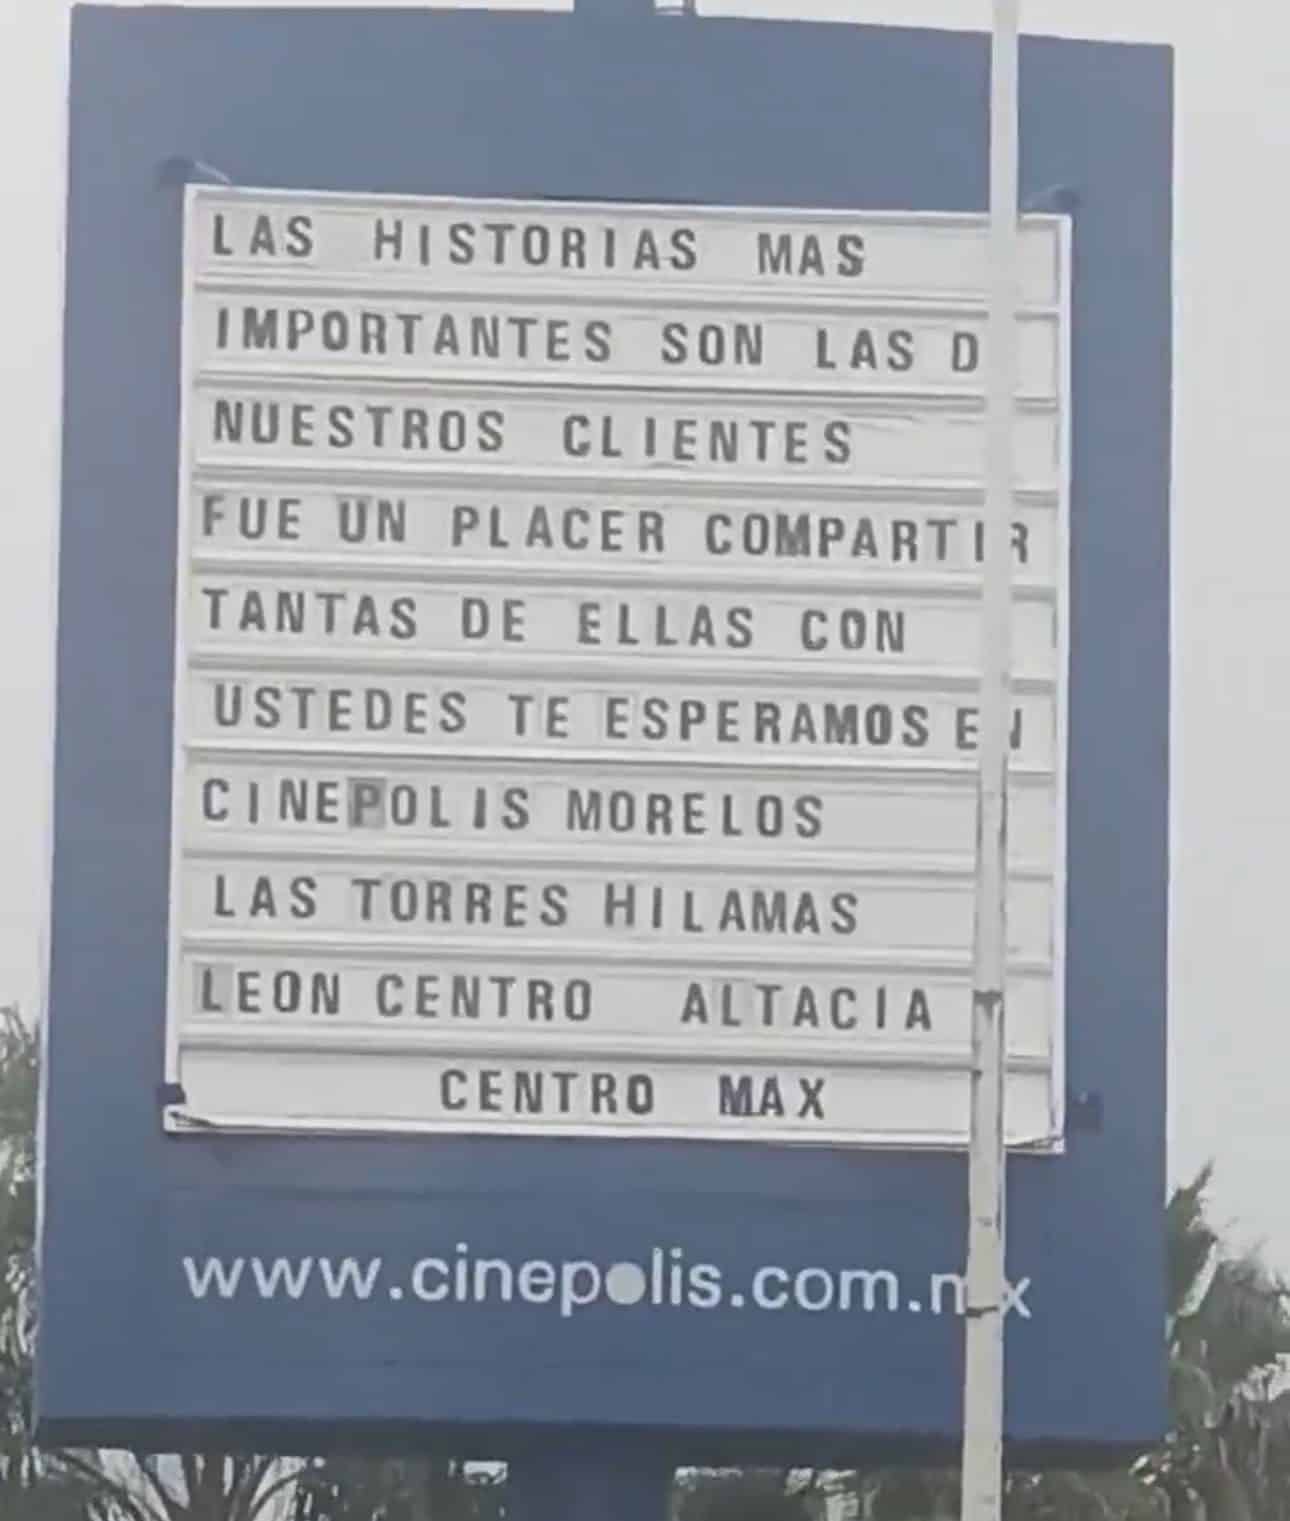 LAS HISTORIAS MAS
IMPORTANTES SON LAS D
NUESTROS CLIENTES
FUE UN PLACER COMPARTIR
TANTAS DE ELLAS CON
USTEDES TE ESPERAMOS EN
CINEPOLIS MORELOS
LAS TORRES HILAMAS
LEON CENTRO ALTACIA
CENTRO MAX
www.cinepolis.com.mx